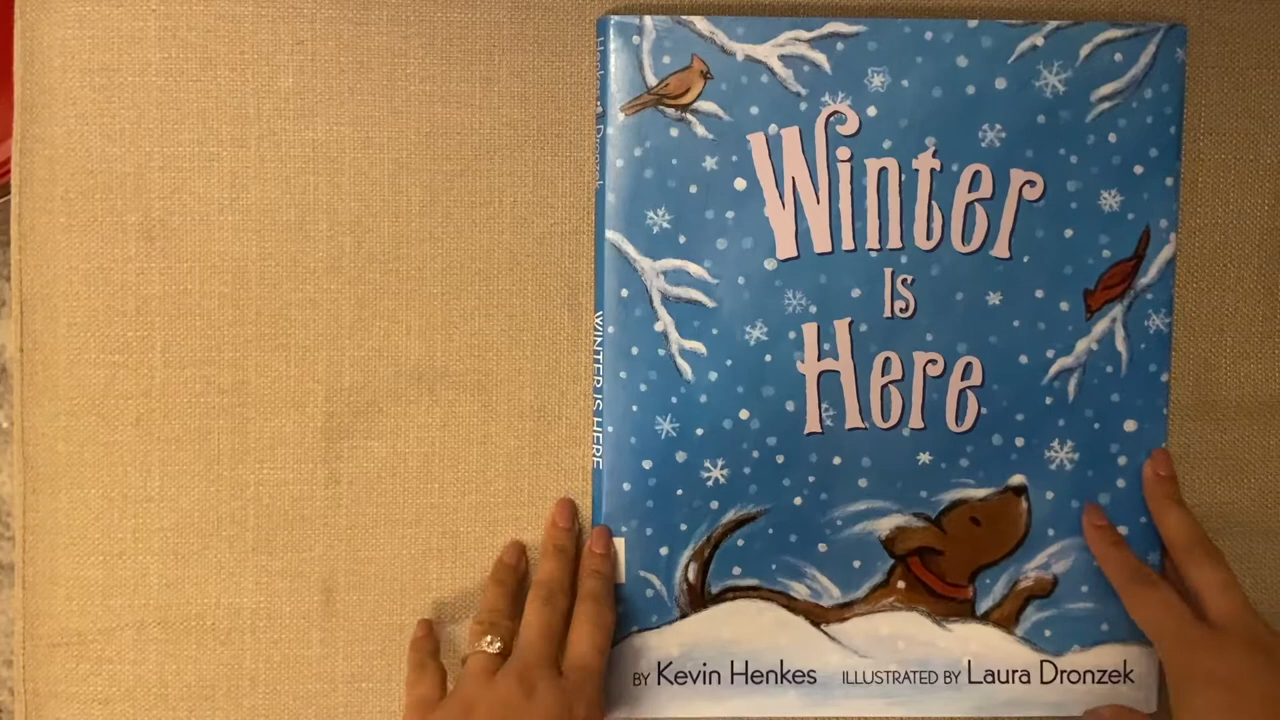 Winter
Is
Here
BY Kevin Henkes ILLUSTRATED BY Laura Dronzek
WINTER IS HERE